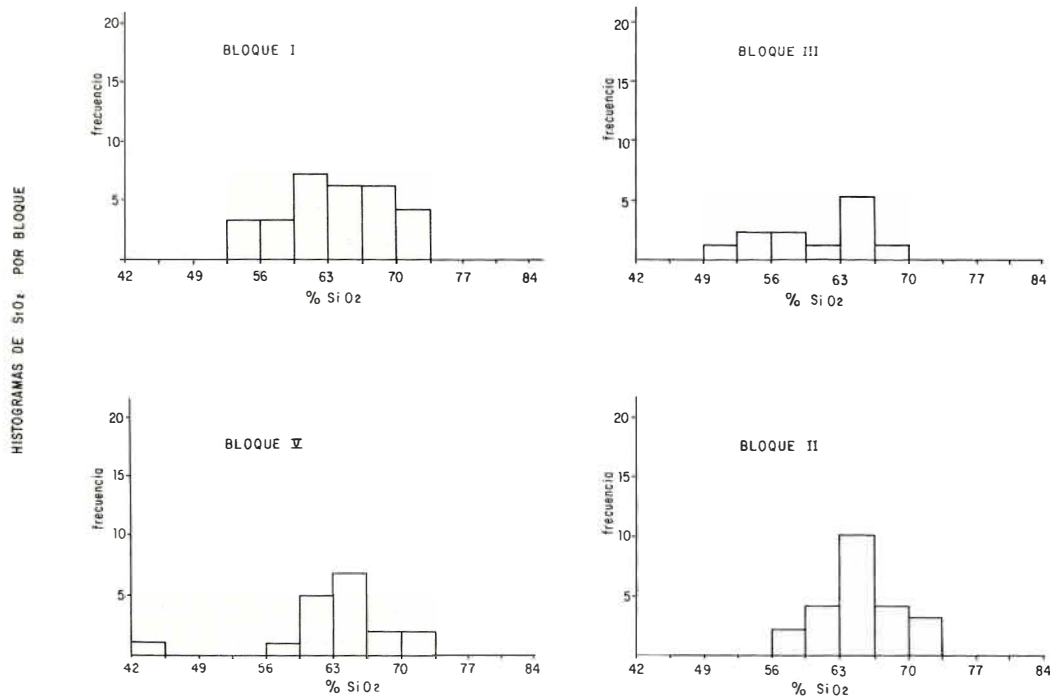 HISTOGRAMAS DE SiO₂ POR BLOQUE
BLOQUE I
frecuencia
20
15
10
5
42 49 56 63 70 77 84
% SiO₂
BLOQUE III
frecuencia
20
15
10
5
42 49 56 63 70 77 84
% SiO₂
BLOQUE V
frecuencia
20
15
10
5
42 49 56 63 70 77 84
% SiO₂
BLOQUE II
frecuencia
20
15
10
5
42 49 56 63 70 77 84
% SiO₂